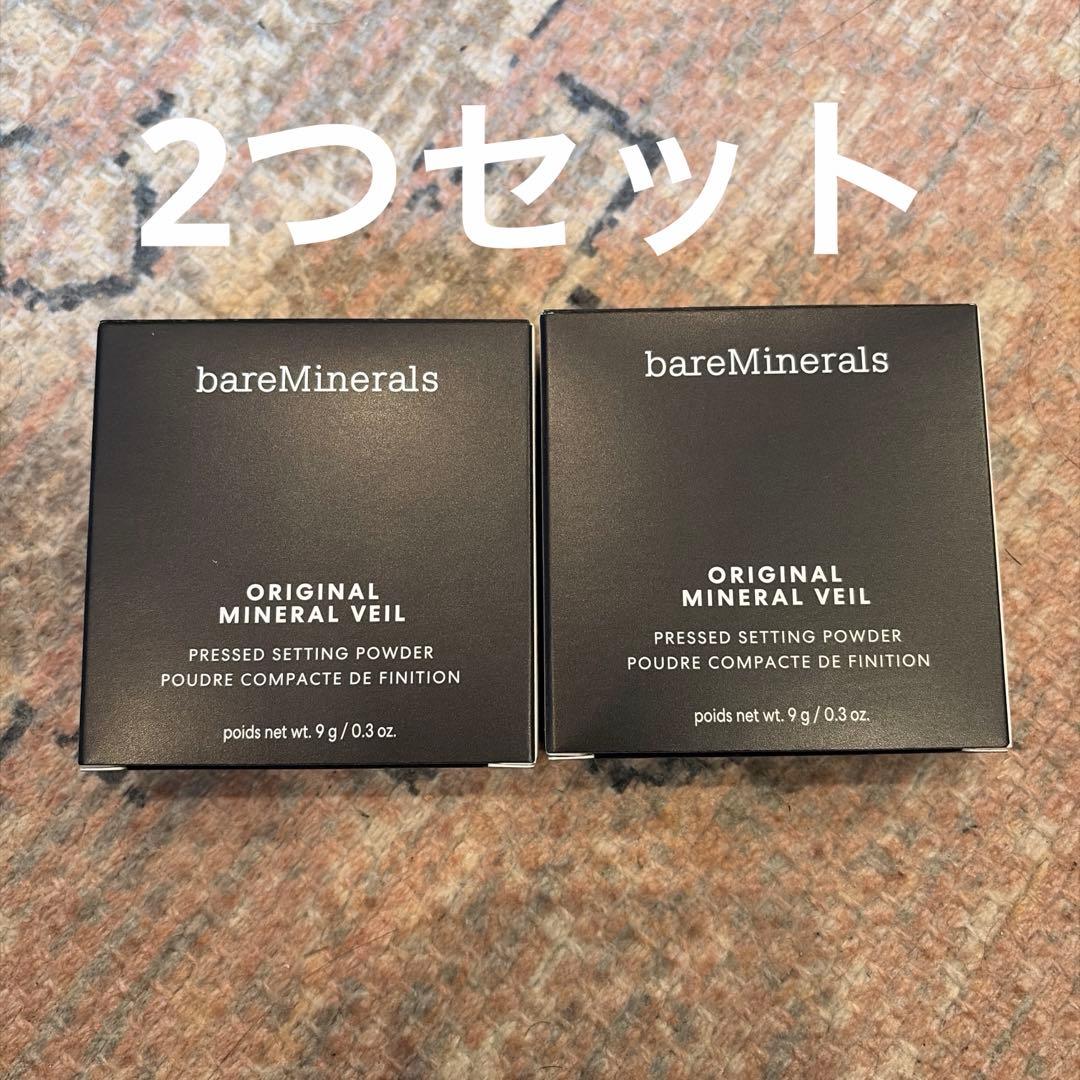 2つセット
bareMinerals
ORIGINAL
MINERAL VEIL
PRESSED SETTING POWDER
POUDRE COMPACTE DE FINITION
poids net wt. 9 g / 0.3 oz.
bareMinerals
ORIGINAL
MINERAL VEIL
PRESSED SETTING POWDER
POUDRE COMPACTE DE FINITION
poids net wt. 9 g / 0.3 oz.